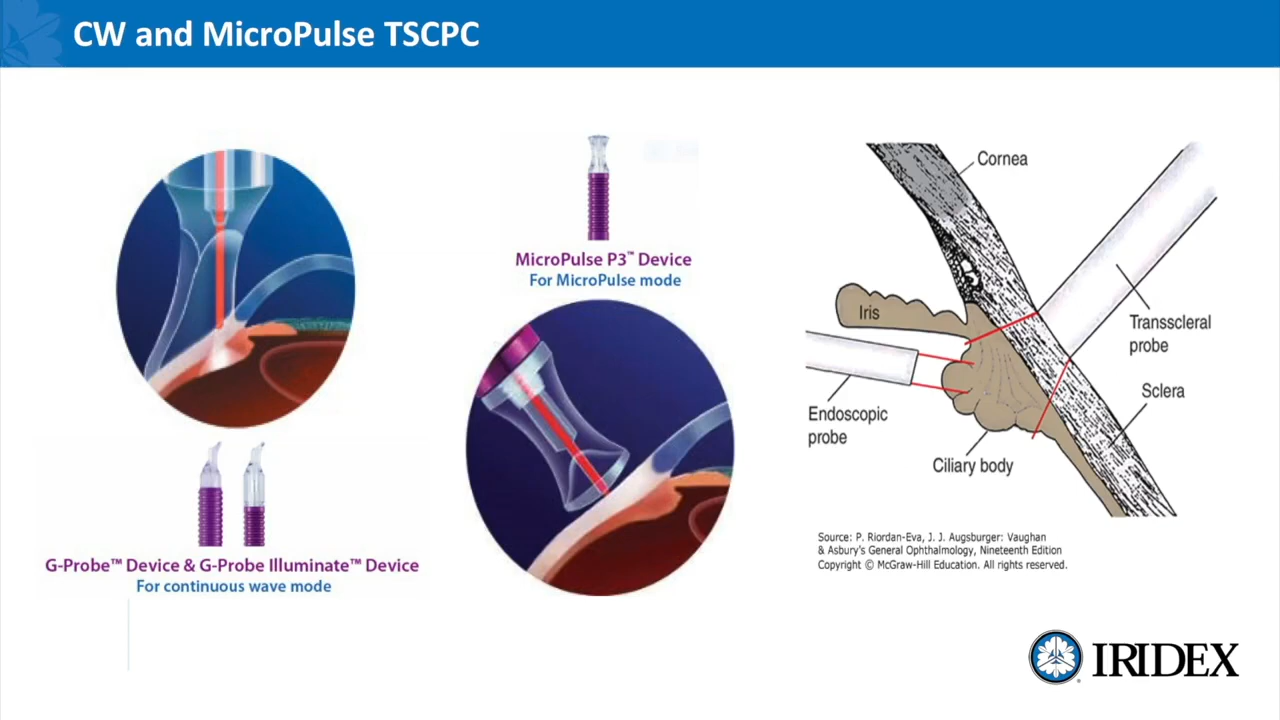 CW and MicroPulse TSCPC
MicroPulse P3™ Device
For MicroPulse mode
G-Probe™ Device & G-Probe Illuminate™ Device
For continuous wave mode
Cornea
Iris
Transscleral
probe
Sclera
Endoscopic
probe
Ciliary body
Source: P. Riordan-Eva, J. J. Augsburger: Vaughan
& Asbury's General Ophthalmology, Nineteenth Edition
Copyright © McGraw-Hill Education. All rights reserved.
IRIDEX